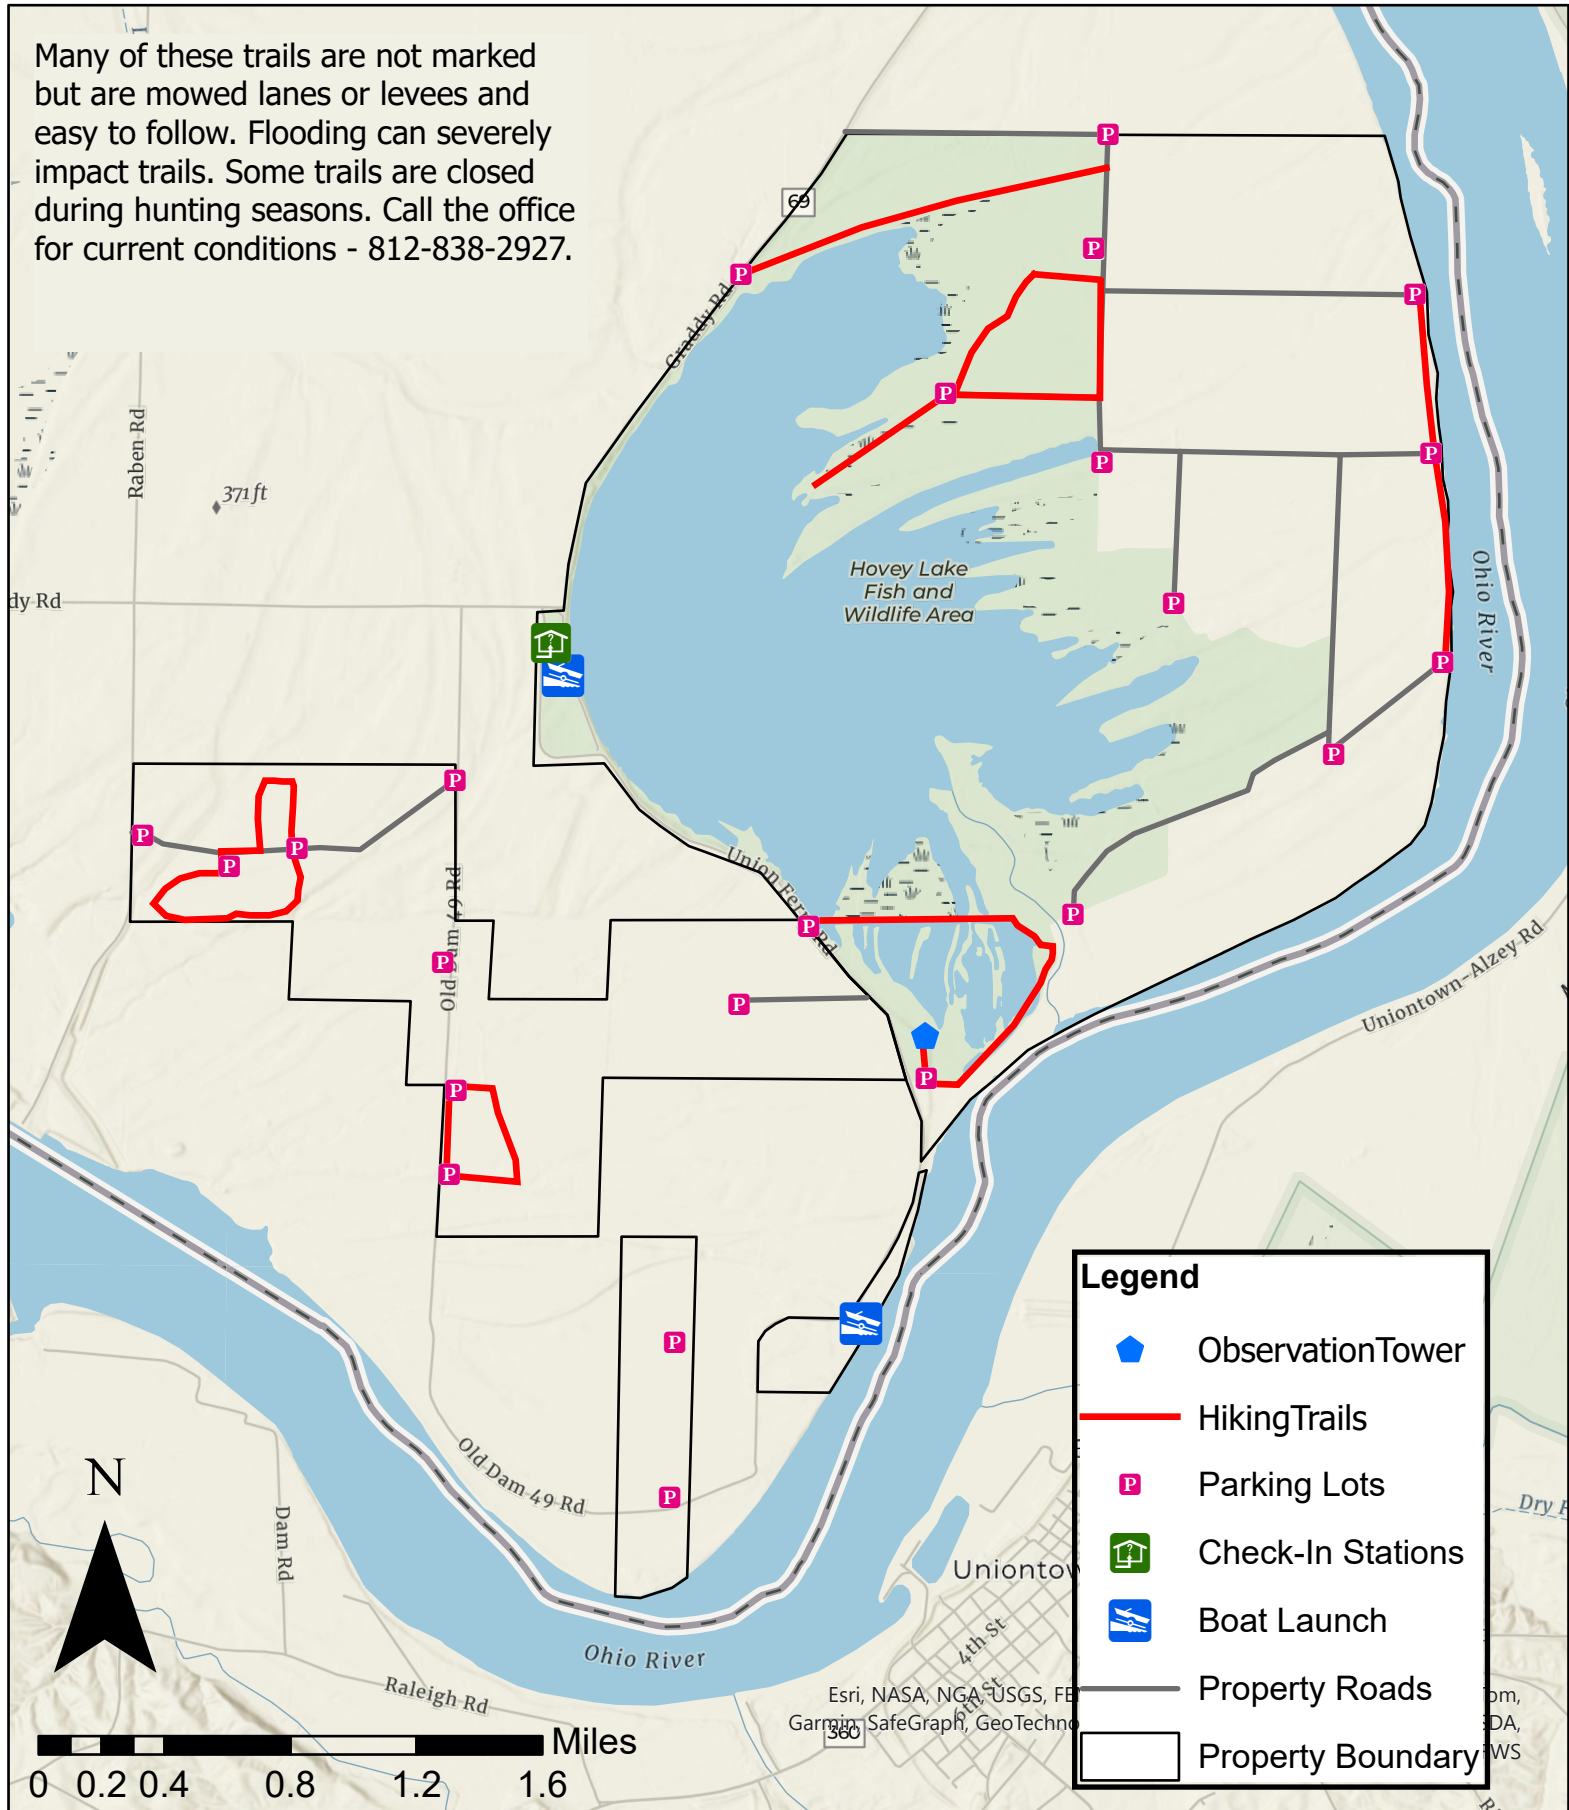 Many of these trails are not marked
but are mowed lanes or levees and
easy to follow. Flooding can severely
impact trails. Some trails are closed
during hunting seasons. Call the office
for current conditions - 812-838-2927.
69
Graddy Rd
Raben Rd
371 ft
dy Rd
Hovey Lake
Fish and
Wildlife Area
Ohio River
Union Ferry Rd
Old Dam 49 Rd
Uniontown-Alzey Rd
Old Dam 49 Rd
Dam Rd
Raleigh Rd
Ohio River
Uniontow
4th St
6th St
360
Dry F
N
Miles
0 0.2 0.4 0.8 1.2 1.6
Legend
ObservationTower
HikingTrails
P Parking Lots
Check-In Stations
Boat Launch
Property Roads
Property Boundary
Esri, NASA, NGA, USGS, FE
Garmin, SafeGraph, GeoTechno